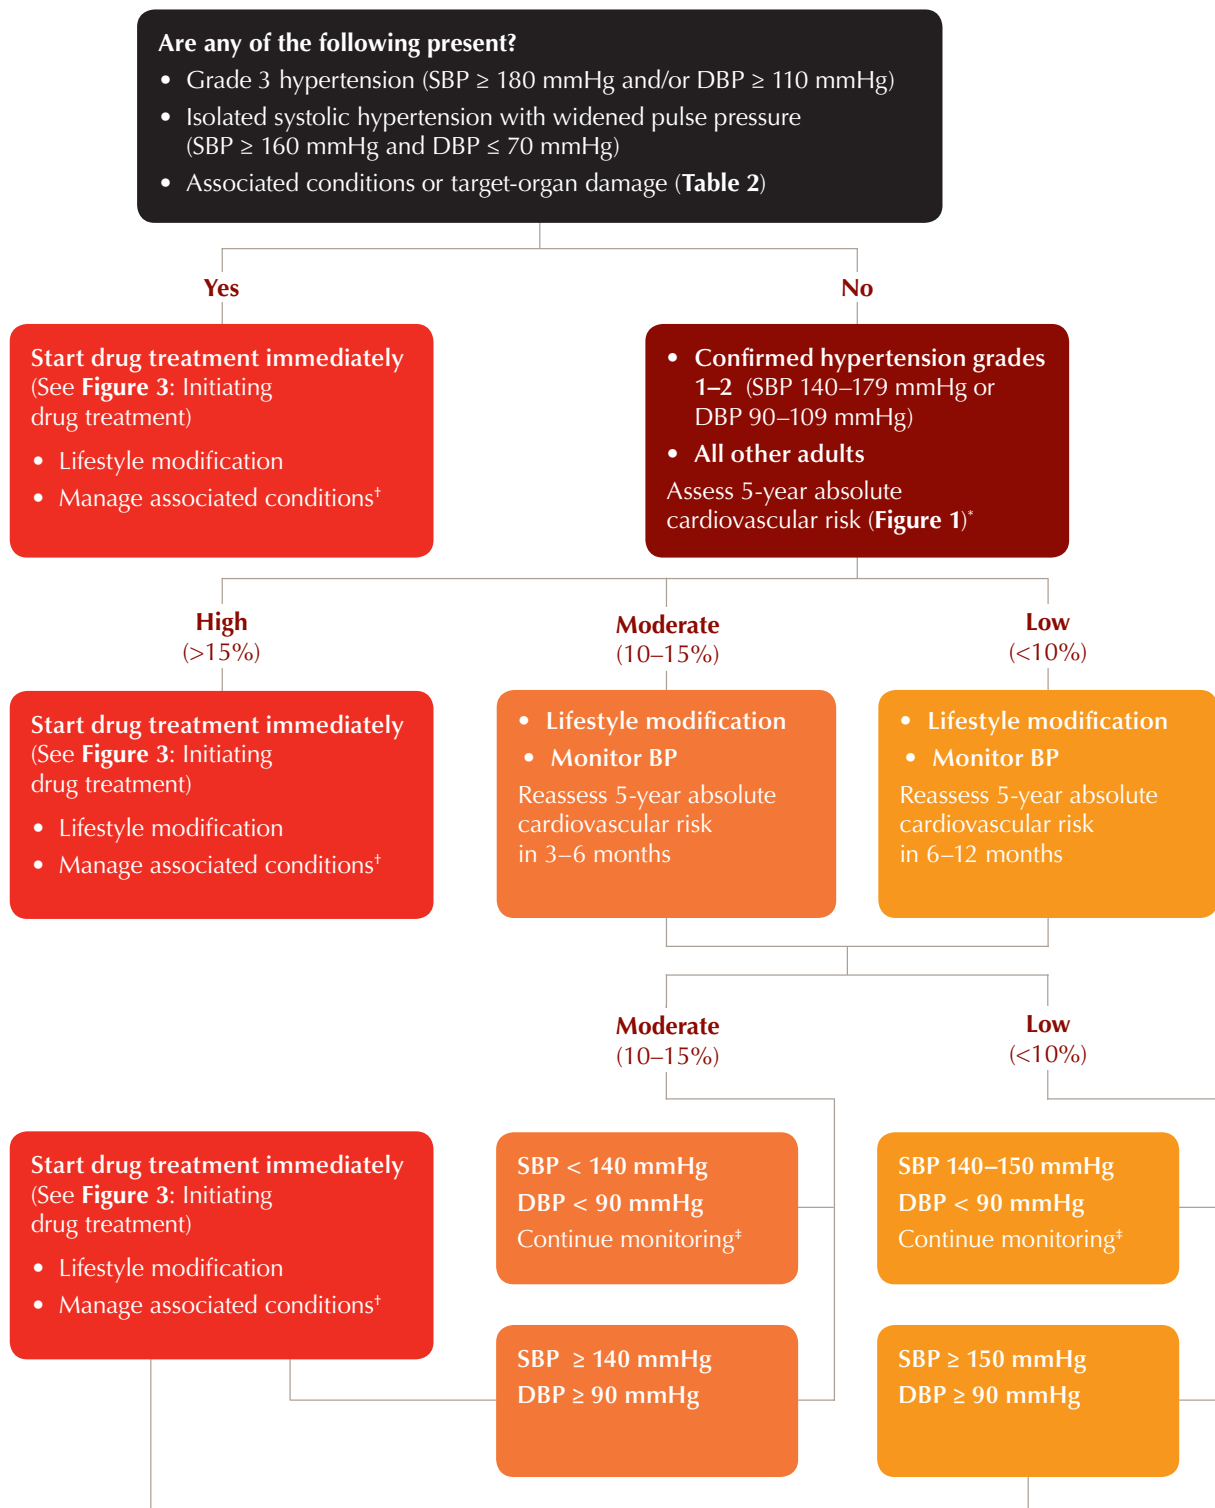 Are any of the following present?
• Grade 3 hypertension (SBP ≥ 180 mmHg and/or DBP ≥ 110 mmHg)
• Isolated systolic hypertension with widened pulse pressure
(SBP ≥ 160 mmHg and DBP ≤ 70 mmHg)
• Associated conditions or target-organ damage (Table 2)
Yes
No
Start drug treatment immediately
(See Figure 3: Initiating
drug treatment)
• Lifestyle modification
• Manage associated conditions†
• Confirmed hypertension grades
1–2 (SBP 140–179 mmHg or
DBP 90–109 mmHg)
• All other adults
Assess 5-year absolute
cardiovascular risk (Figure 1)*
High
(>15%)
Moderate
(10–15%)
Low
(<10%)
Start drug treatment immediately
(See Figure 3: Initiating
drug treatment)
• Lifestyle modification
• Manage associated conditions†
• Lifestyle modification
• Monitor BP
Reassess 5-year absolute
cardiovascular risk
in 3–6 months
• Lifestyle modification
• Monitor BP
Reassess 5-year absolute
cardiovascular risk
in 6–12 months
Moderate
(10–15%)
Low
(<10%)
Start drug treatment immediately
(See Figure 3: Initiating
drug treatment)
• Lifestyle modification
• Manage associated conditions†
SBP < 140 mmHg
DBP < 90 mmHg
Continue monitoring‡
SBP 140–150 mmHg
DBP < 90 mmHg
Continue monitoring‡
SBP ≥ 140 mmHg
DBP ≥ 90 mmHg
SBP ≥ 150 mmHg
DBP ≥ 90 mmHg